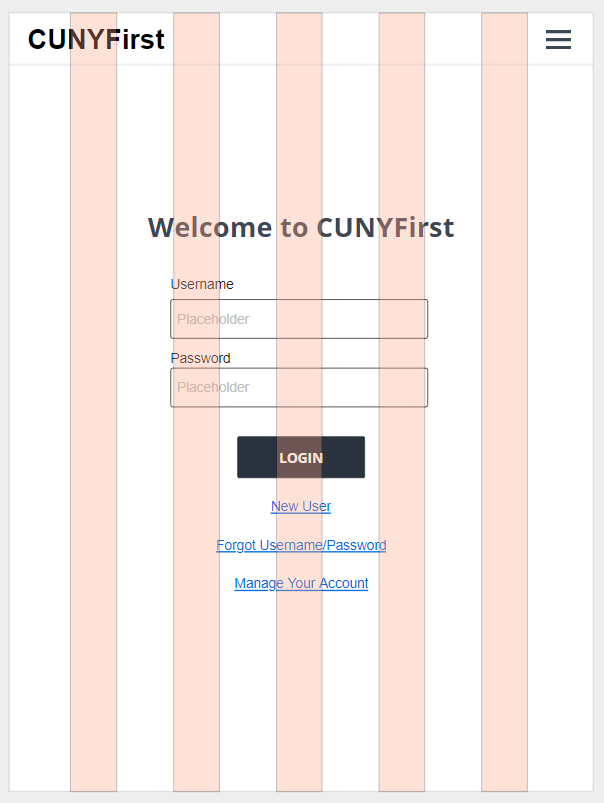 CUNYFirst
Welcome to CUNYFirst
Username
Placeholder
Password
Placeholder
LOGIN
New User
Forgot Username/Password
Manage Your Account